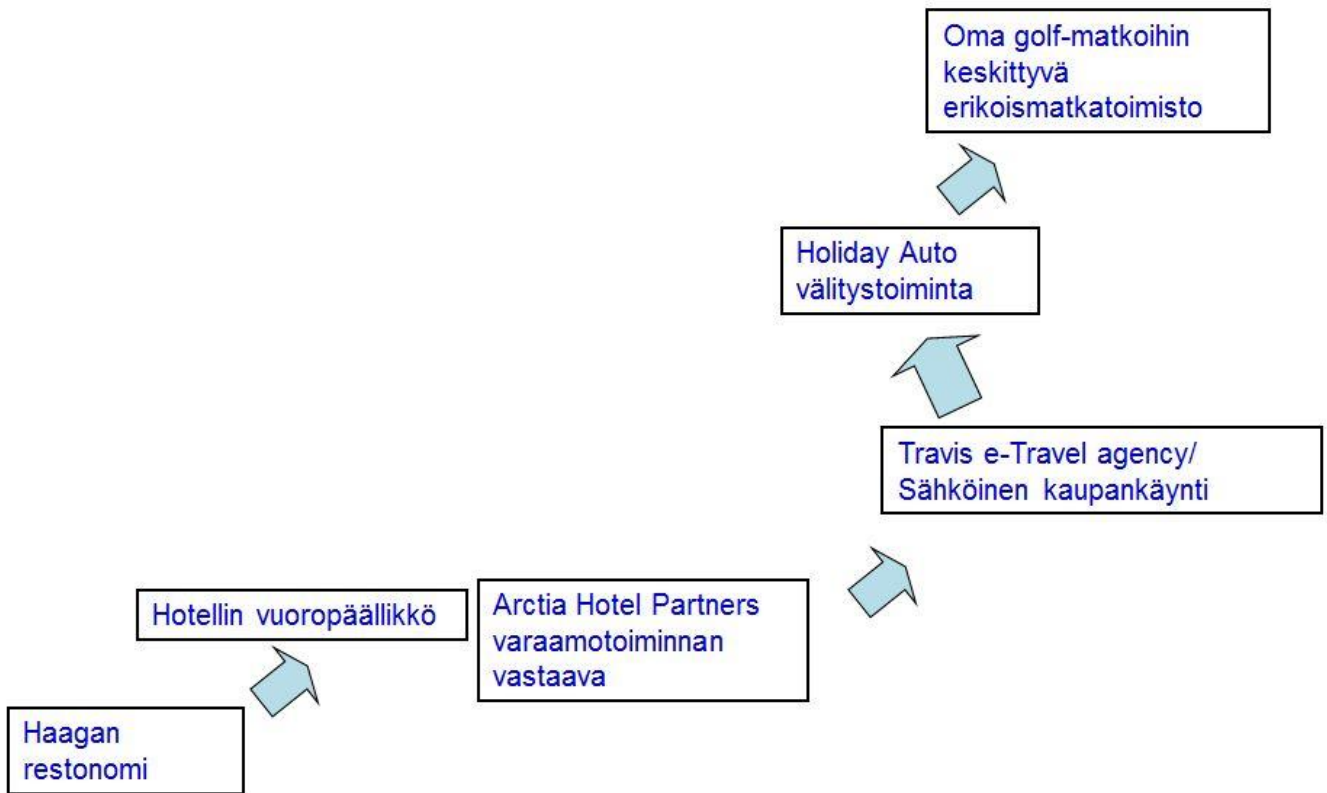 Oma golf-matkoihin
keskittyvä
erikoismatkatoimisto
Holiday Auto
välitystoiminta
Travis e-Travel agency/
Sähköinen kaupankäynti
Hotellin vuoropäällikkö
Arctia Hotel Partners
varaamotoiminnan
vastaava
Haagan
restonomi